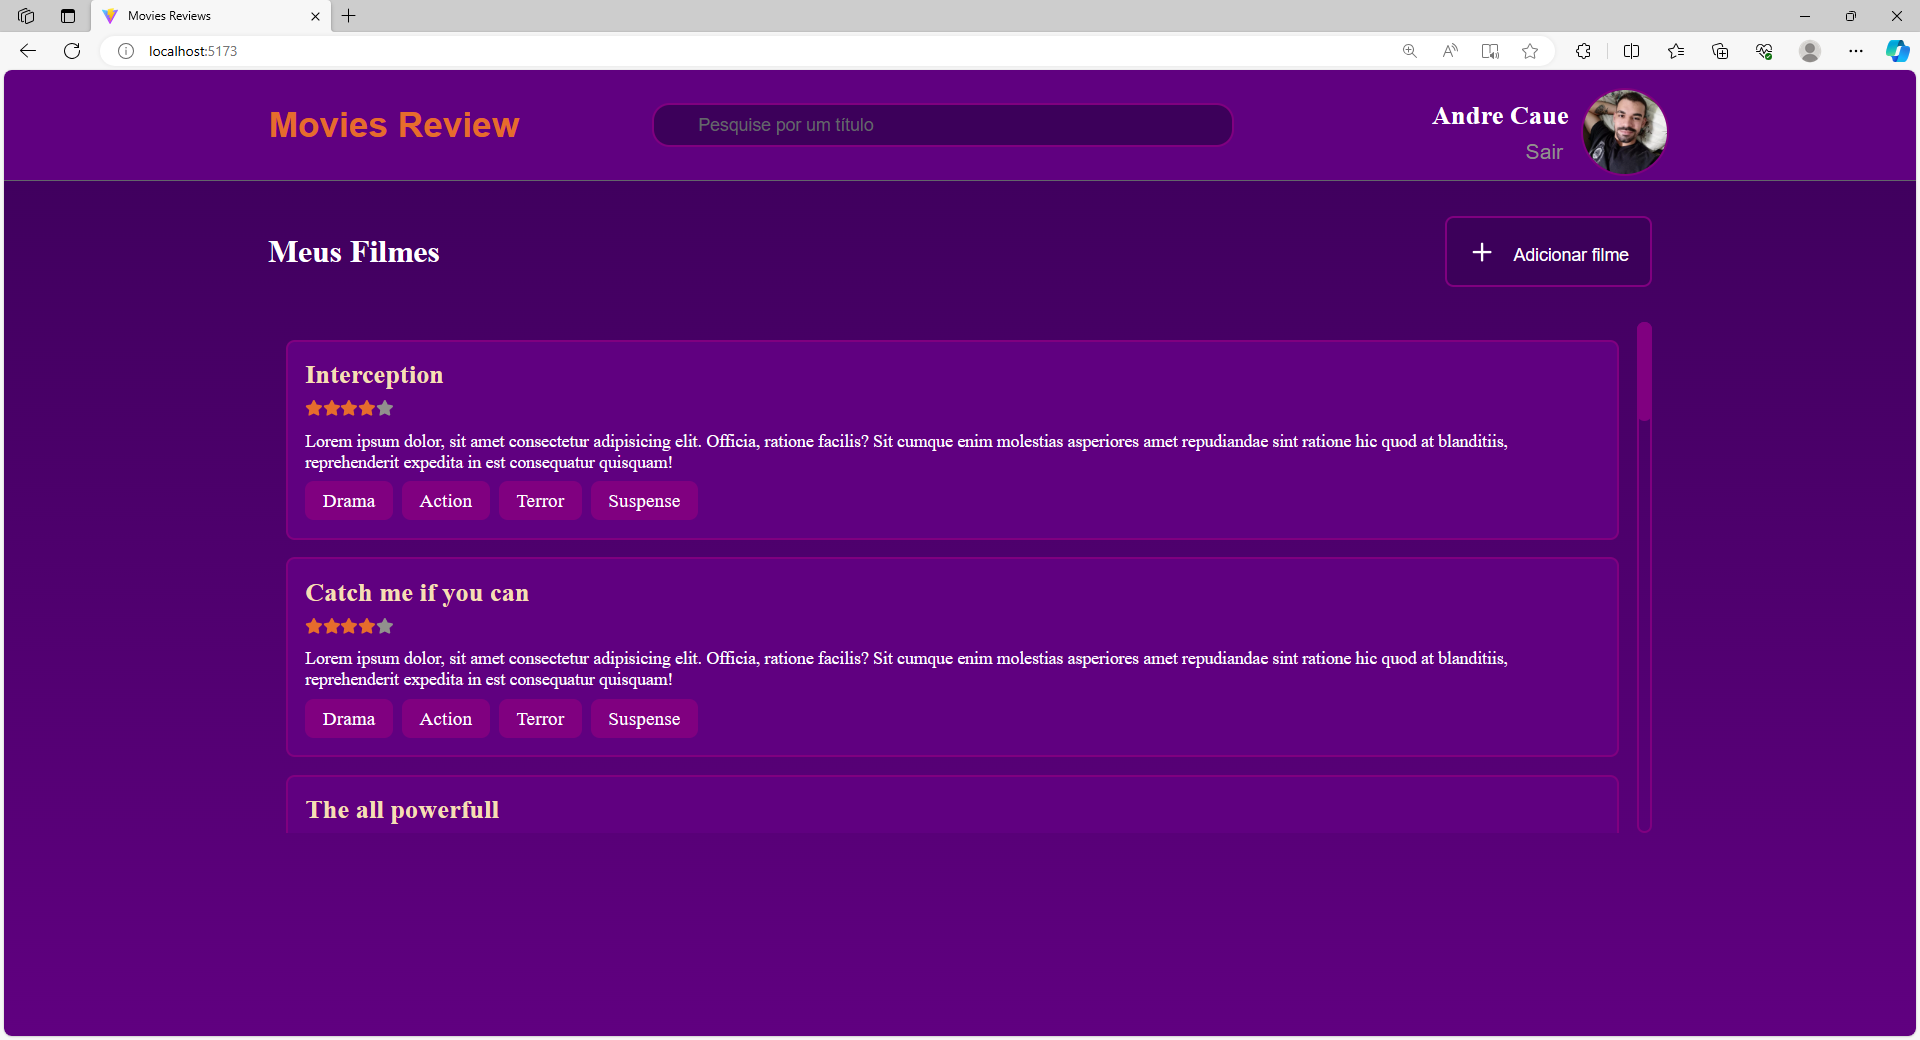 Movies Reviews
localhost:5173
Movies Review
Pesquise por um título
Andre Caue
Sair
Meus Filmes
Adicionar filme
Interception
Lorem ipsum dolor, sit amet consectetur adipisicing elit. Officia, ratione facilis? Sit cumque enim molestias asperiores amet repudiandae sint ratione hic quod at blanditiis,
reprehenderit expedita in est consequatur quisquam!
Drama Action Terror Suspense
Catch me if you can
Lorem ipsum dolor, sit amet consectetur adipisicing elit. Officia, ratione facilis? Sit cumque enim molestias asperiores amet repudiandae sint ratione hic quod at blanditiis,
reprehenderit expedita in est consequatur quisquam!
Drama Action Terror Suspense
The all powerfull